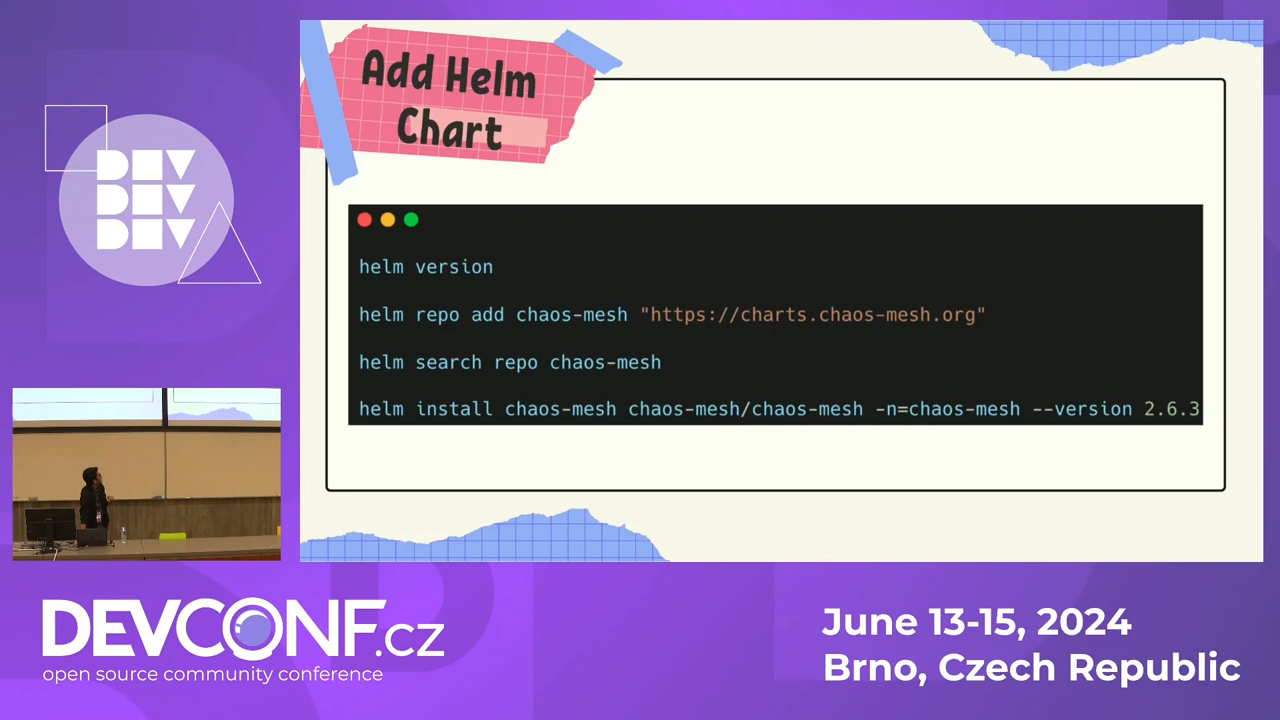 Add Helm
Chart
helm version
helm repo add chaos-mesh "https://charts.chaos-mesh.org"
helm search repo chaos-mesh
helm install chaos-mesh chaos-mesh/chaos-mesh -n=chaos-mesh --version 2.6.3
DEV
DEV
DEV
DEVCONF.cz
open source community conference
June 13-15, 2024
Brno, Czech Republic